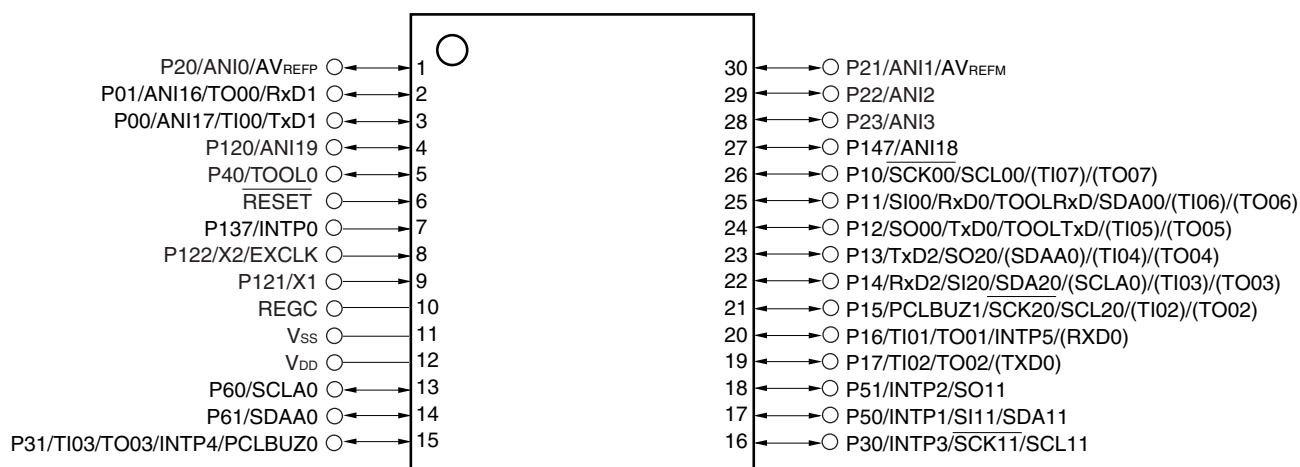 P20/ANI0/AVREFP 1
P01/ANI16/TO00/RxD1 2
P00/ANI17/TI00/TxD1 3
P120/ANI19 4
P40/TOOL0 5
RESET 6
P137/INTP0 7
P122/X2/EXCLK 8
P121/X1 9
REGC 10
VSS 11
VDD 12
P60/SCLA0 13
P61/SDAA0 14
P31/TI03/TO03/INTP4/PCLBUZ0 15
30 P21/ANI1/AVREFM
29 P22/ANI2
28 P23/ANI3
27 P147/ANI18
26 P10/SCK00/SCL00/(TI07)/(TO07)
25 P11/SI00/RxD0/TOOLRxD/SDA00/(TI06)/(TO06)
24 P12/SO00/TxD0/TOOLTxD/(TI05)/(TO05)
23 P13/TxD2/SO20/(SDAA0)/(TI04)/(TO04)
22 P14/RxD2/SI20/SDA20/(SCLA0)/(TI03)/(TO03)
21 P15/PCLBUZ1/SCK20/SCL20/(TI02)/(TO02)
20 P16/TI01/TO01/INTP5/(RXD0)
19 P17/TI02/TO02/(TXD0)
18 P51/INTP2/SO11
17 P50/INTP1/SI11/SDA11
16 P30/INTP3/SCK11/SCL11